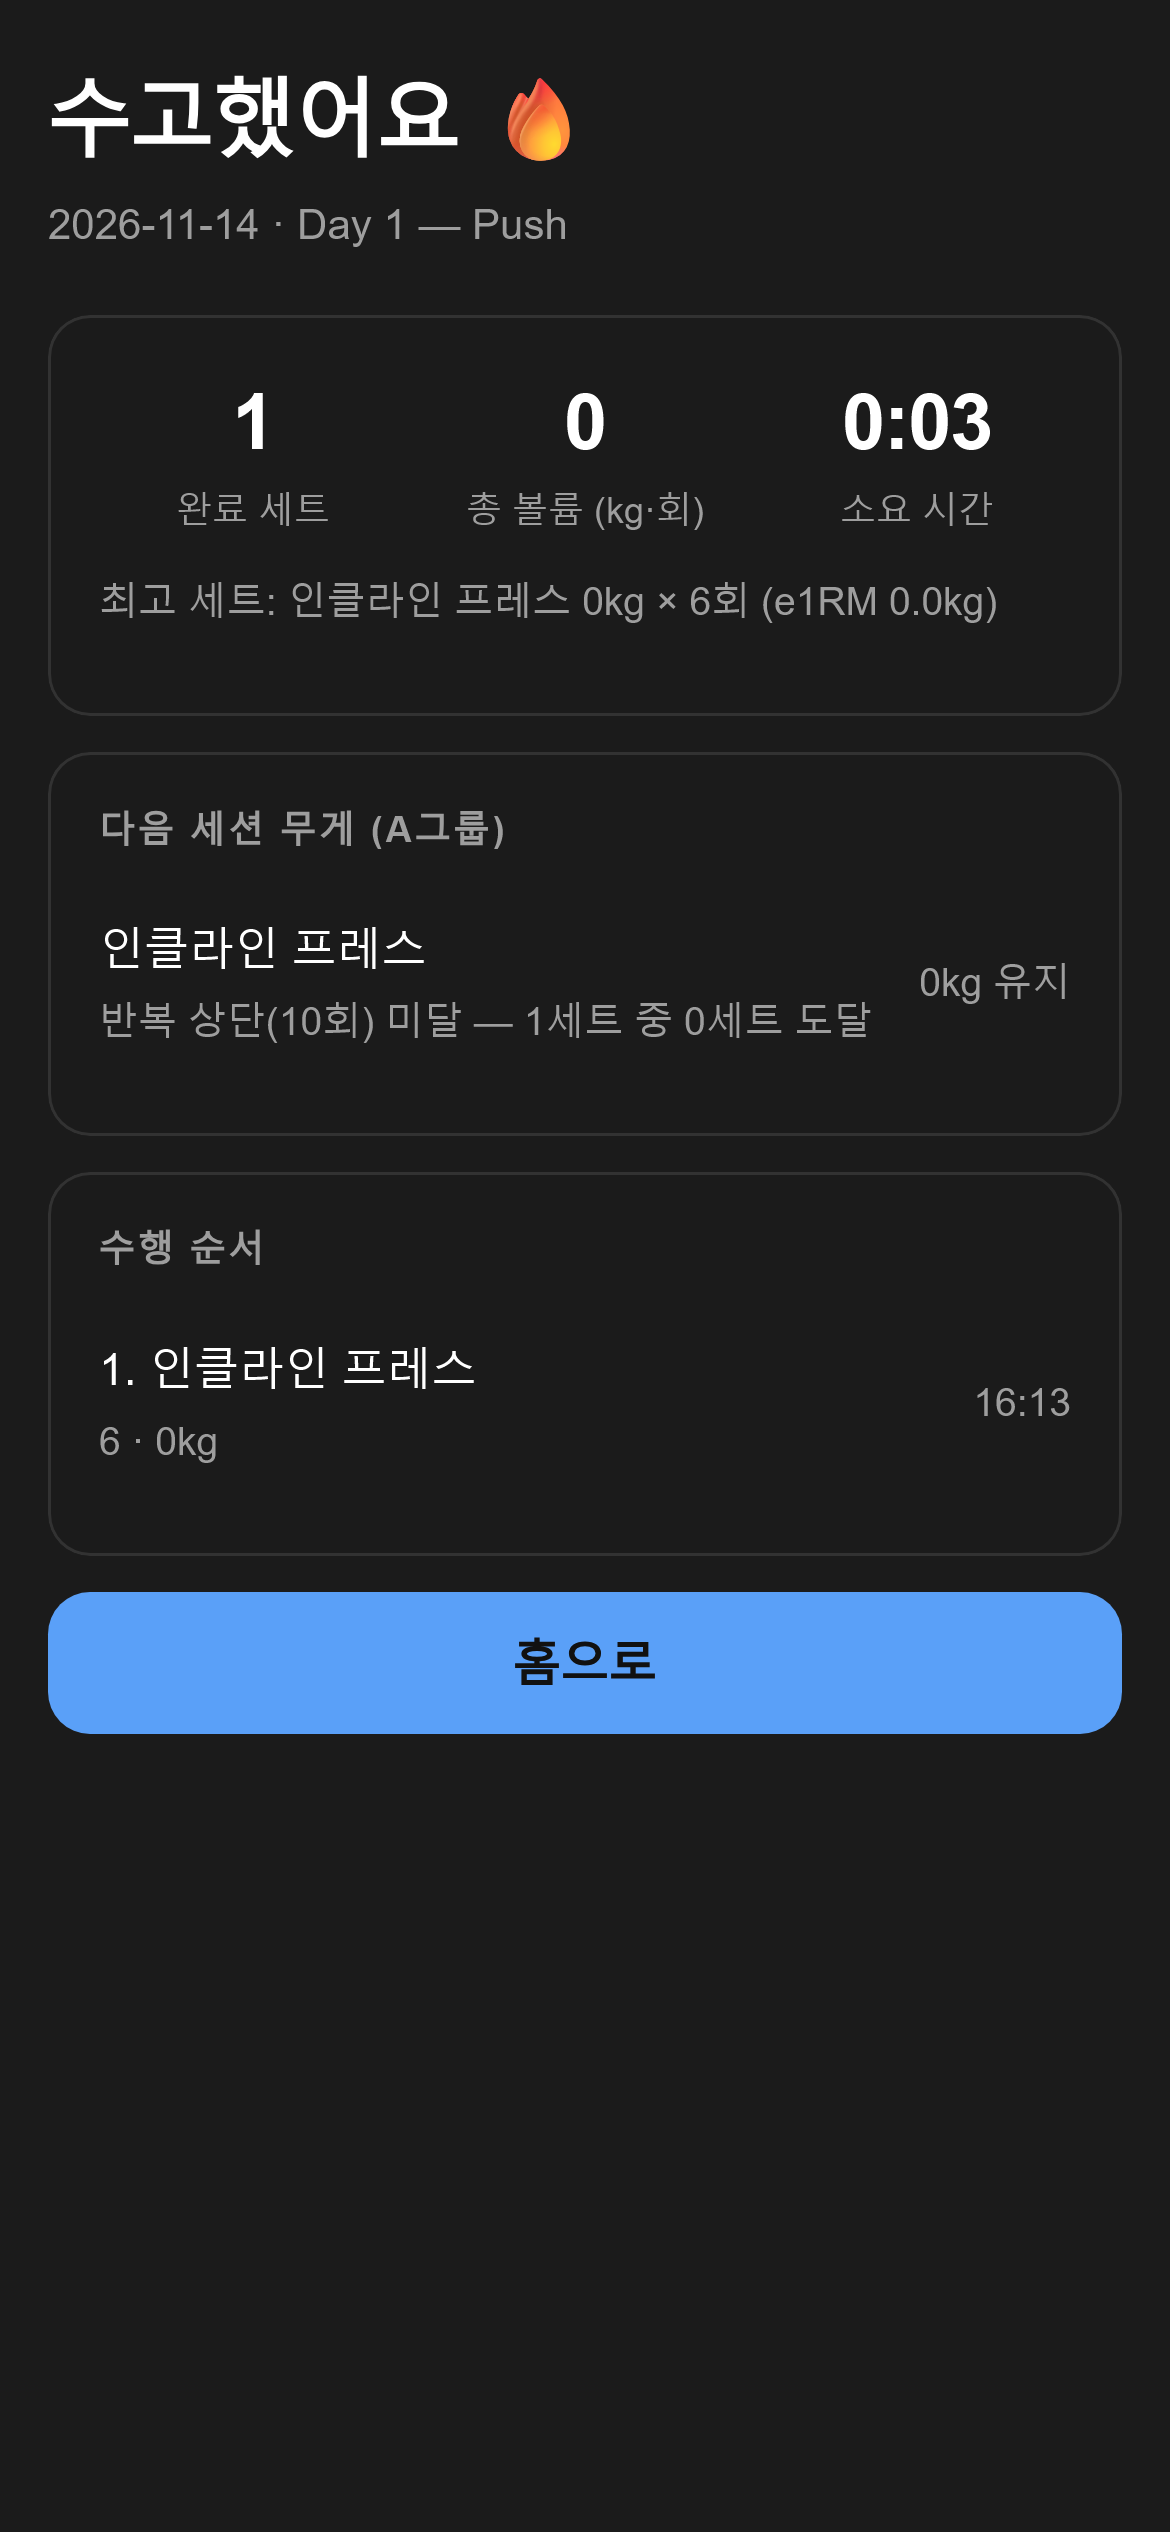 수고했어요 🔥
2026-11-14 · Day 1 — Push
1
완료 세트
0
총 볼륨 (kg·회)
0:03
소요 시간
최고 세트: 인클라인 프레스 0kg × 6회 (e1RM 0.0kg)
다음 세션 무게 (A그룹)
인클라인 프레스
반복 상단(10회) 미달 — 1세트 중 0세트 도달
0kg 유지
수행 순서
1. 인클라인 프레스
6 · 0kg
16:13
홈으로